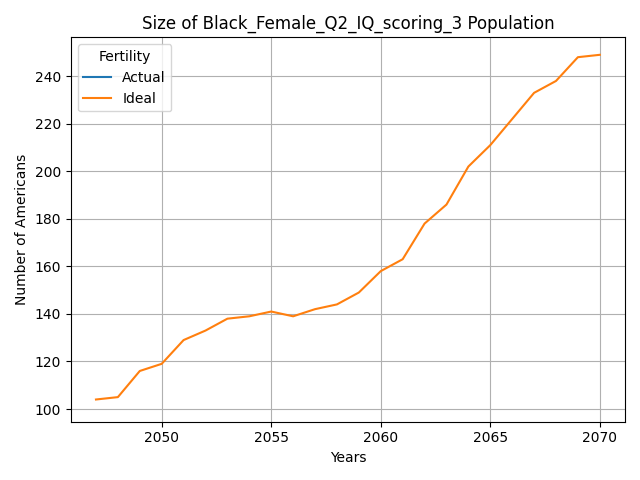 Size of Black_Female_Q2_IQ_scoring_3 Population
Fertility
Actual
Ideal
Number of Americans
240
220
200
180
160
140
120
100
2050
2055
2060
2065
2070
Years